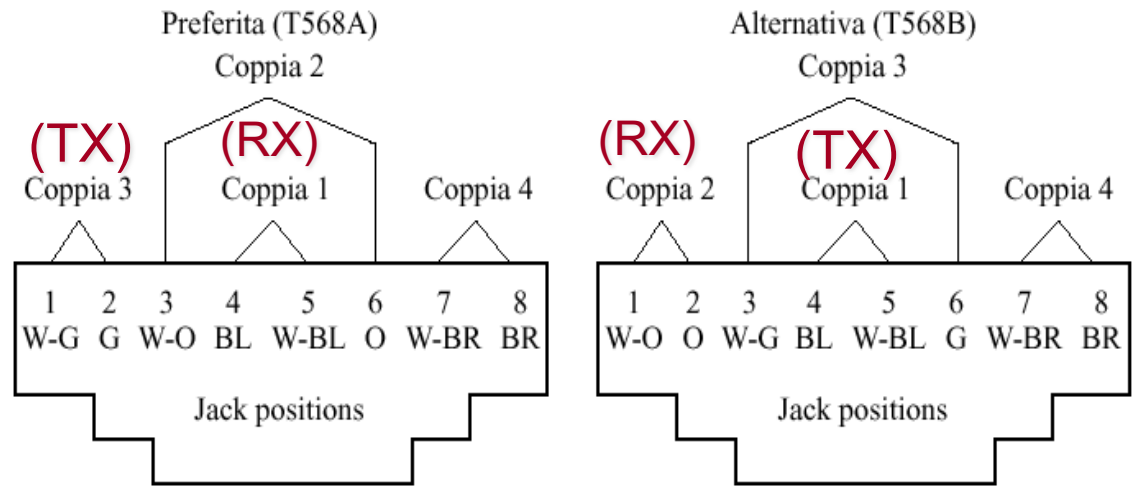 Preferita (T568A)
Coppia 2
(TX)
(RX)
Coppia 3
Coppia 1
Coppia 4
1 2 3 4 5 6 7 8
W-G G W-O BL W-BL O W-BR BR
Jack positions
Alternativa (T568B)
Coppia 3
(RX)
(TX)
Coppia 2
Coppia 1
Coppia 4
1 2 3 4 5 6 7 8
W-O O W-G BL W-BL G W-BR BR
Jack positions